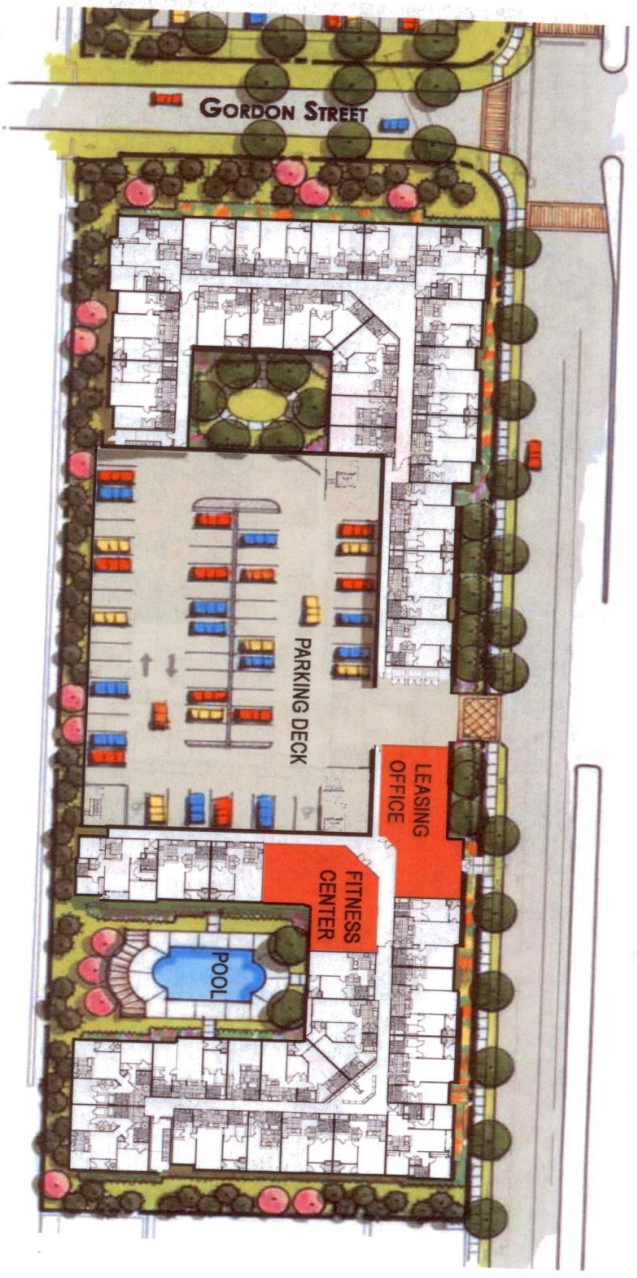 GORDON STREET
PARKING DECK
LEASING
OFFICE
FITNESS
CENTER
POOL